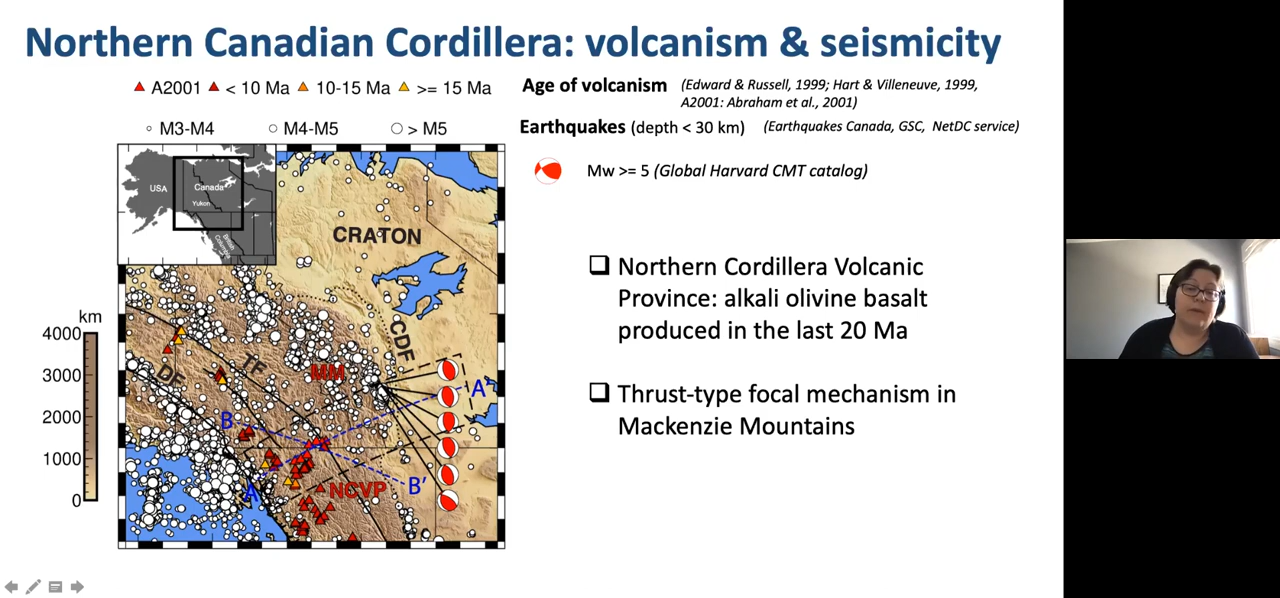 Northern Canadian Cordillera: volcanism & seismicity
A2001 < 10 Ma 10-15 Ma >= 15 Ma
Age of volcanism (Edward & Russell, 1999; Hart & Villeneuve, 1999,
A2001: Abraham et al., 2001)
M3-M4 M4-M5 > M5
Earthquakes (depth < 30 km) (Earthquakes Canada, GSC, NetDC service)
Mw >= 5 (Global Harvard CMT catalog)
USA
Canada
Yukon
British Columbia
CRATON
CDF
TF
DF
MM
A'
B
A
B'
NCVP
km
4000
3000
2000
1000
0
❑ Northern Cordillera Volcanic
Province: alkali olivine basalt
produced in the last 20 Ma
❑ Thrust-type focal mechanism in
Mackenzie Mountains